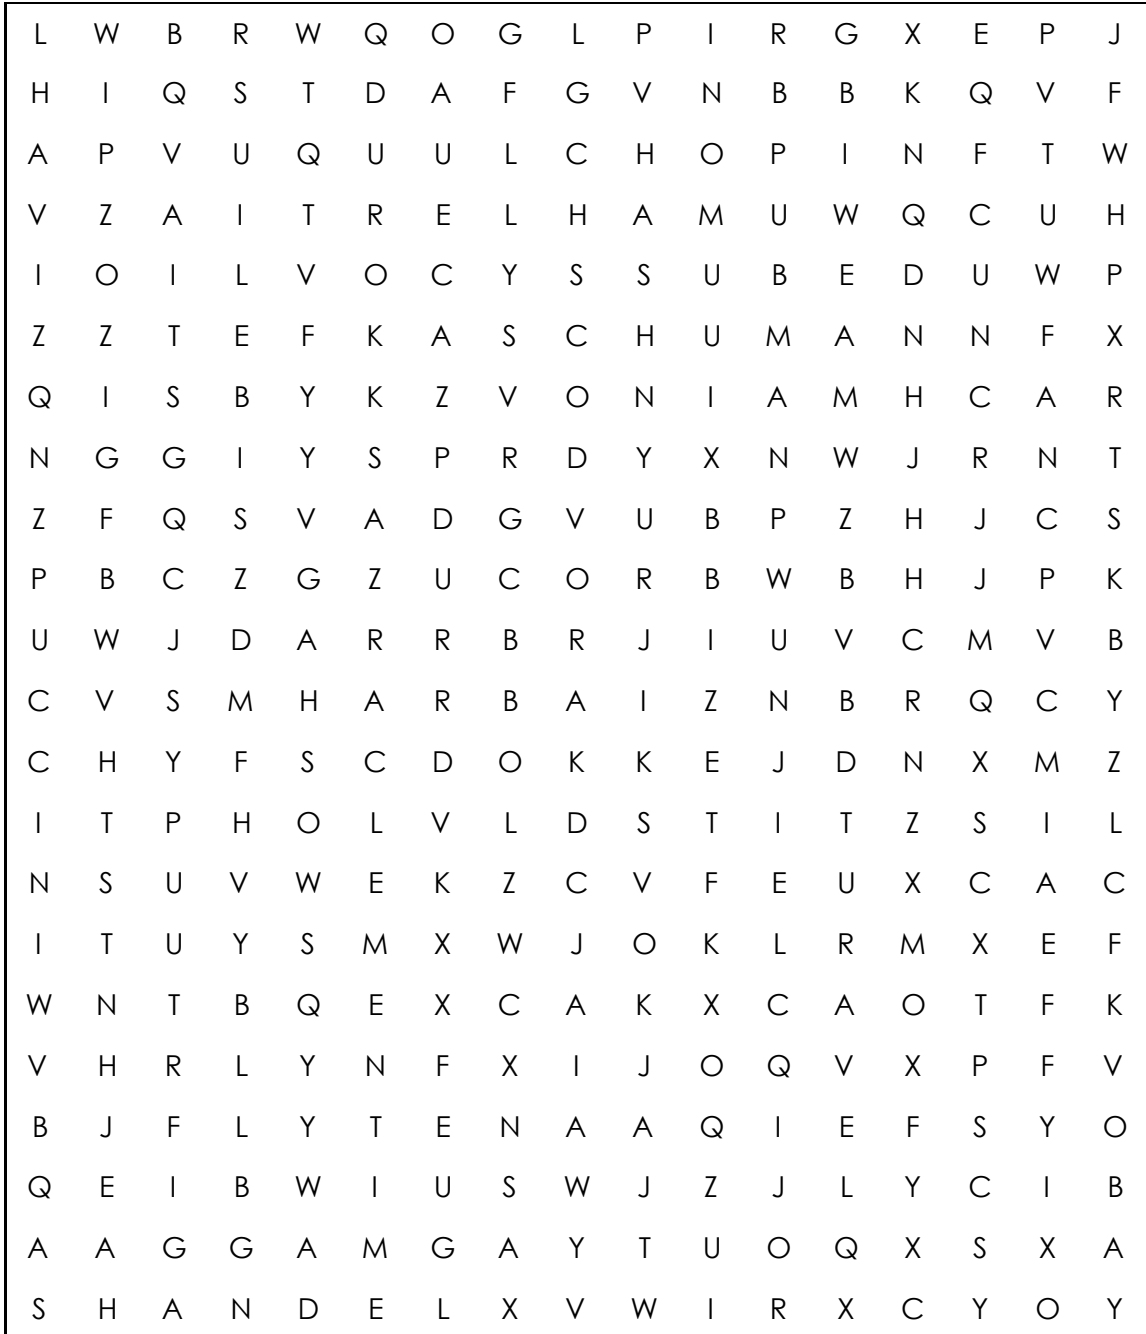 L W B R W Q O G L P I R G X E P J
H I Q S T D A F G V N B B K Q V F
A P V U Q U U L C H O P I N F T W
V Z A I T R E L H A M U W Q C U H
I O I L V O C Y S S U B E D U W P
Z Z T E F K A S C H U M A N N F X
Q I S B Y K Z V O N I A M H C A R
N G G I Y S P R D Y X N W J R N T
Z F Q S V A D G V U B P Z H J C S
P B C Z G Z U C O R B W B H J P K
U W J D A R R B R J I U V C M V B
C V S M H A R B A I Z N B R Q C Y
C H Y F S C D O K K E J D N X M Z
I T P H O L V L D S T I T Z S I L
N S U V W E K Z C V F E U X C A C
I T U Y S M X W J O K L R M X E F
W N T B Q E X C A K X C A O T F K
V H R L Y N F X I J O Q V X P F V
B J F L Y T E N A A Q I E F S Y O
Q E I B W I U S W J Z J L Y C I B
A A G G A M G A Y T U O Q X S X A
S H A N D E L X V W I R X C Y O Y